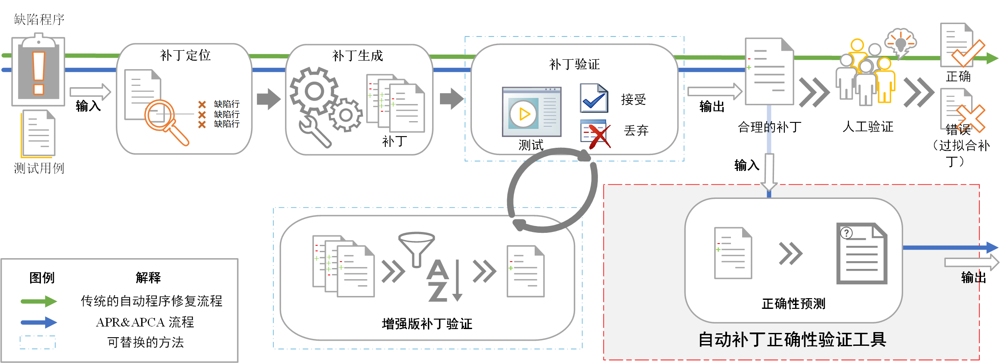 缺陷程序
测试用例
输入
补丁定位
缺陷行
缺陷行
缺陷行
补丁生成
补丁
补丁验证
测试
接受
丢弃
输出
合理的补丁
人工验证
正确
错误
（过拟合补
丁）
输入
增强版补丁验证
A
Z
?
正确性预测
自动补丁正确性验证工具
输出
图例 解释
传统的自动程序修复流程
APR&APCA 流程
可替换的方法